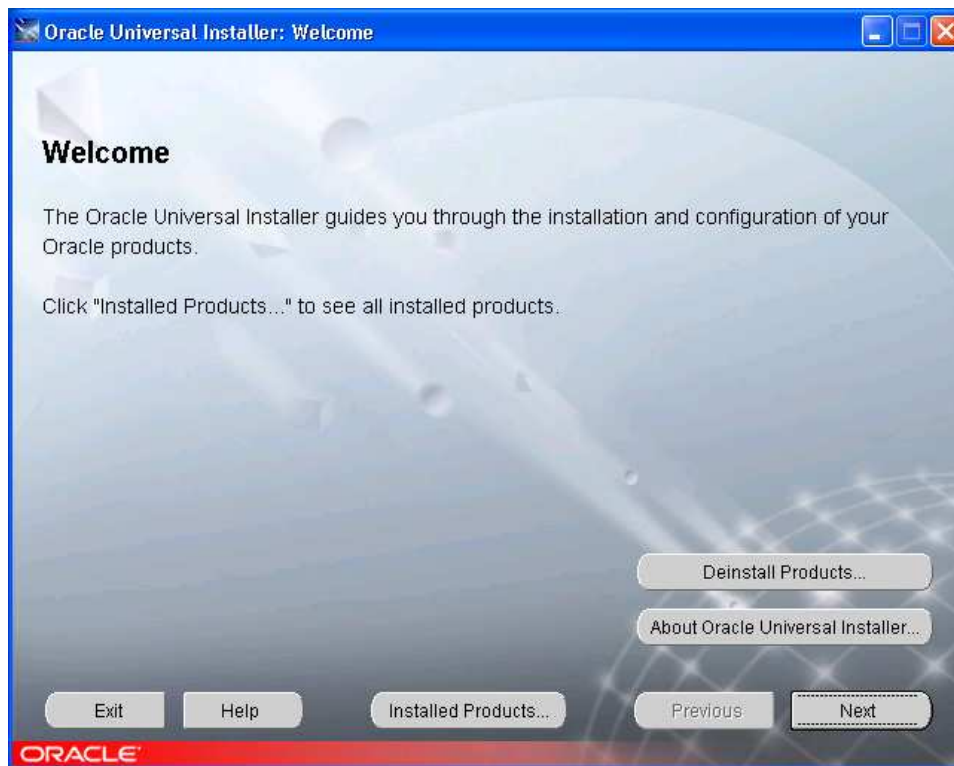 Oracle Universal Installer: Welcome
Welcome
The Oracle Universal Installer guides you through the installation and configuration of your
Oracle products.
Click "Installed Products..." to see all installed products.
Deinstall Products...
About Oracle Universal Installer...
Exit Help Installed Products... Previous Next
ORACLE